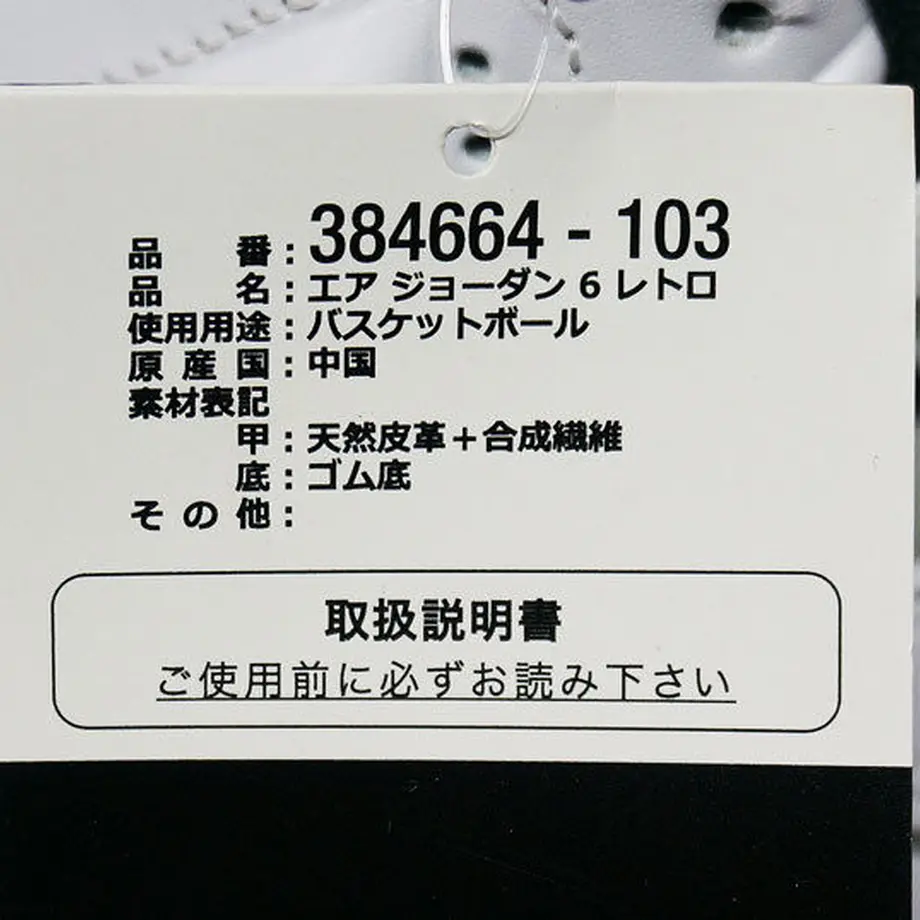 品番：384664 - 103
品名：エア ジョーダン 6 レトロ
使用用途：バスケットボール
原産国：中国
素材表記
甲：天然皮革＋合成繊維
底：ゴム底
その他：
取扱説明書
ご使用前に必ずお読み下さい